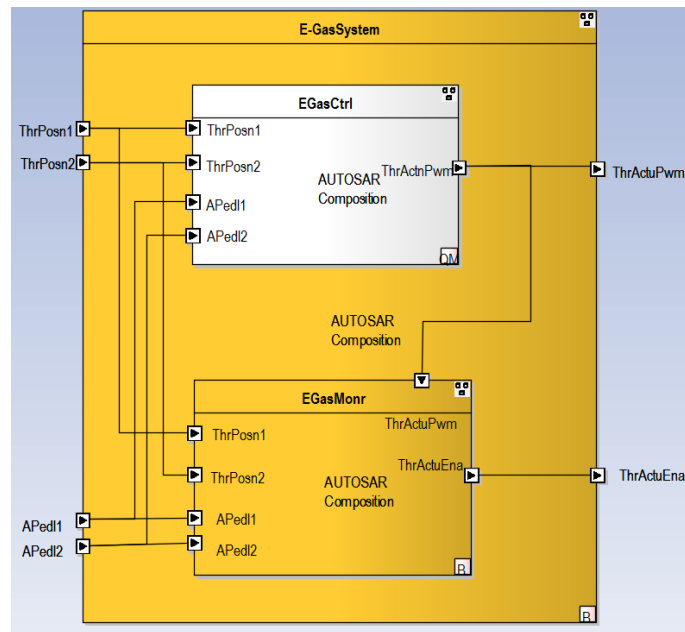 E-GasSystem
EGasCtrl
ThrPosn1
ThrPosn1
ThrPosn2
ThrPosn2
ThrActnPwm
ThrActuPwm
AUTOSAR
Composition
APedl1
APedl2
QM
AUTOSAR
Composition
EGasMonr
ThrActuPwm
ThrPosn1
ThrActuEna
ThrPosn2
ThrActuEna
AUTOSAR
Composition
APedl1
APedl1
APedl2
APedl2
B
B